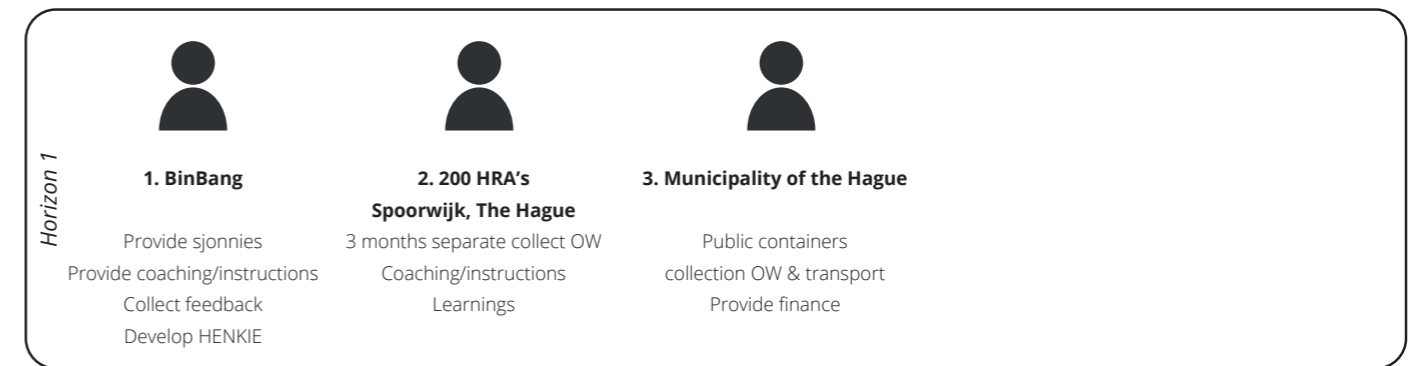 Horizon 1
1. BinBang
Provide sjonnies
Provide coaching/instructions
Collect feedback
Develop HENKIE
2. 200 HRA’s
Spoorwijk, The Hague
3 months separate collect OW
Coaching/instructions
Learnings
3. Municipality of the Hague
Public containers
collection OW & transport
Provide finance